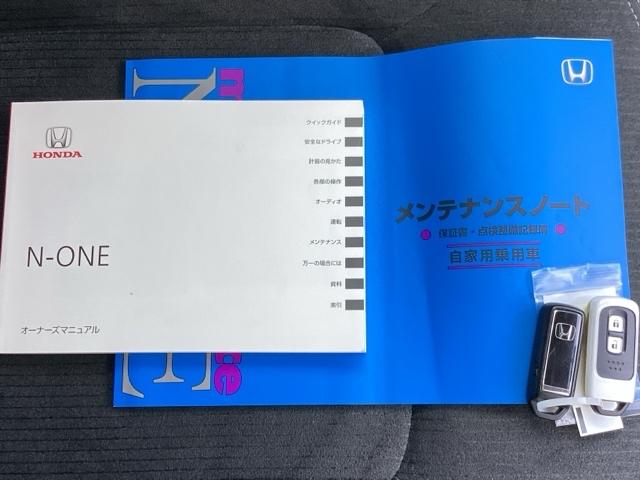 HONDA
N-ONE
オーナーズマニュアル
クイックガイド
安全なドライブ
計器の見かた
各部の操作
オーディオ
運転
メンテナンス
万一の場合には
資料
索引
メンテナンスノート
保証書・点検整備記録簿
自家用乗用車